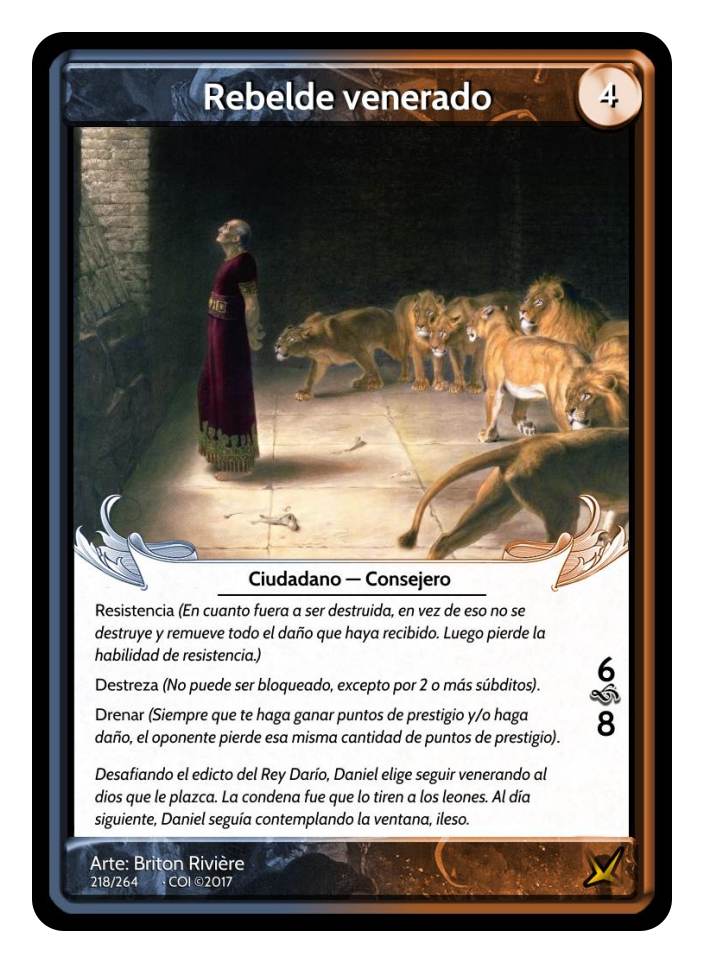 Rebelde venerado
4
Ciudadano — Consejero
Resistencia (En cuanto fuera a ser destruida, en vez de eso no se
destruye y remueve todo el daño que haya recibido. Luego pierde la
habilidad de resistencia.)
Destreza (No puede ser bloqueado, excepto por 2 o más súbditos).
Drenar (Siempre que te haga ganar puntos de prestigio y/o haga
daño, el oponente pierde esa misma cantidad de puntos de prestigio).
6
8
Desafiando el edicto del Rey Darío, Daniel elige seguir venerando al
dios que le plazca. La condena fue que lo tiren a los leones. Al día
siguiente, Daniel seguía contemplando la ventana, ileso.
Arte: Briton Rivière
218/264 · COI ©2017